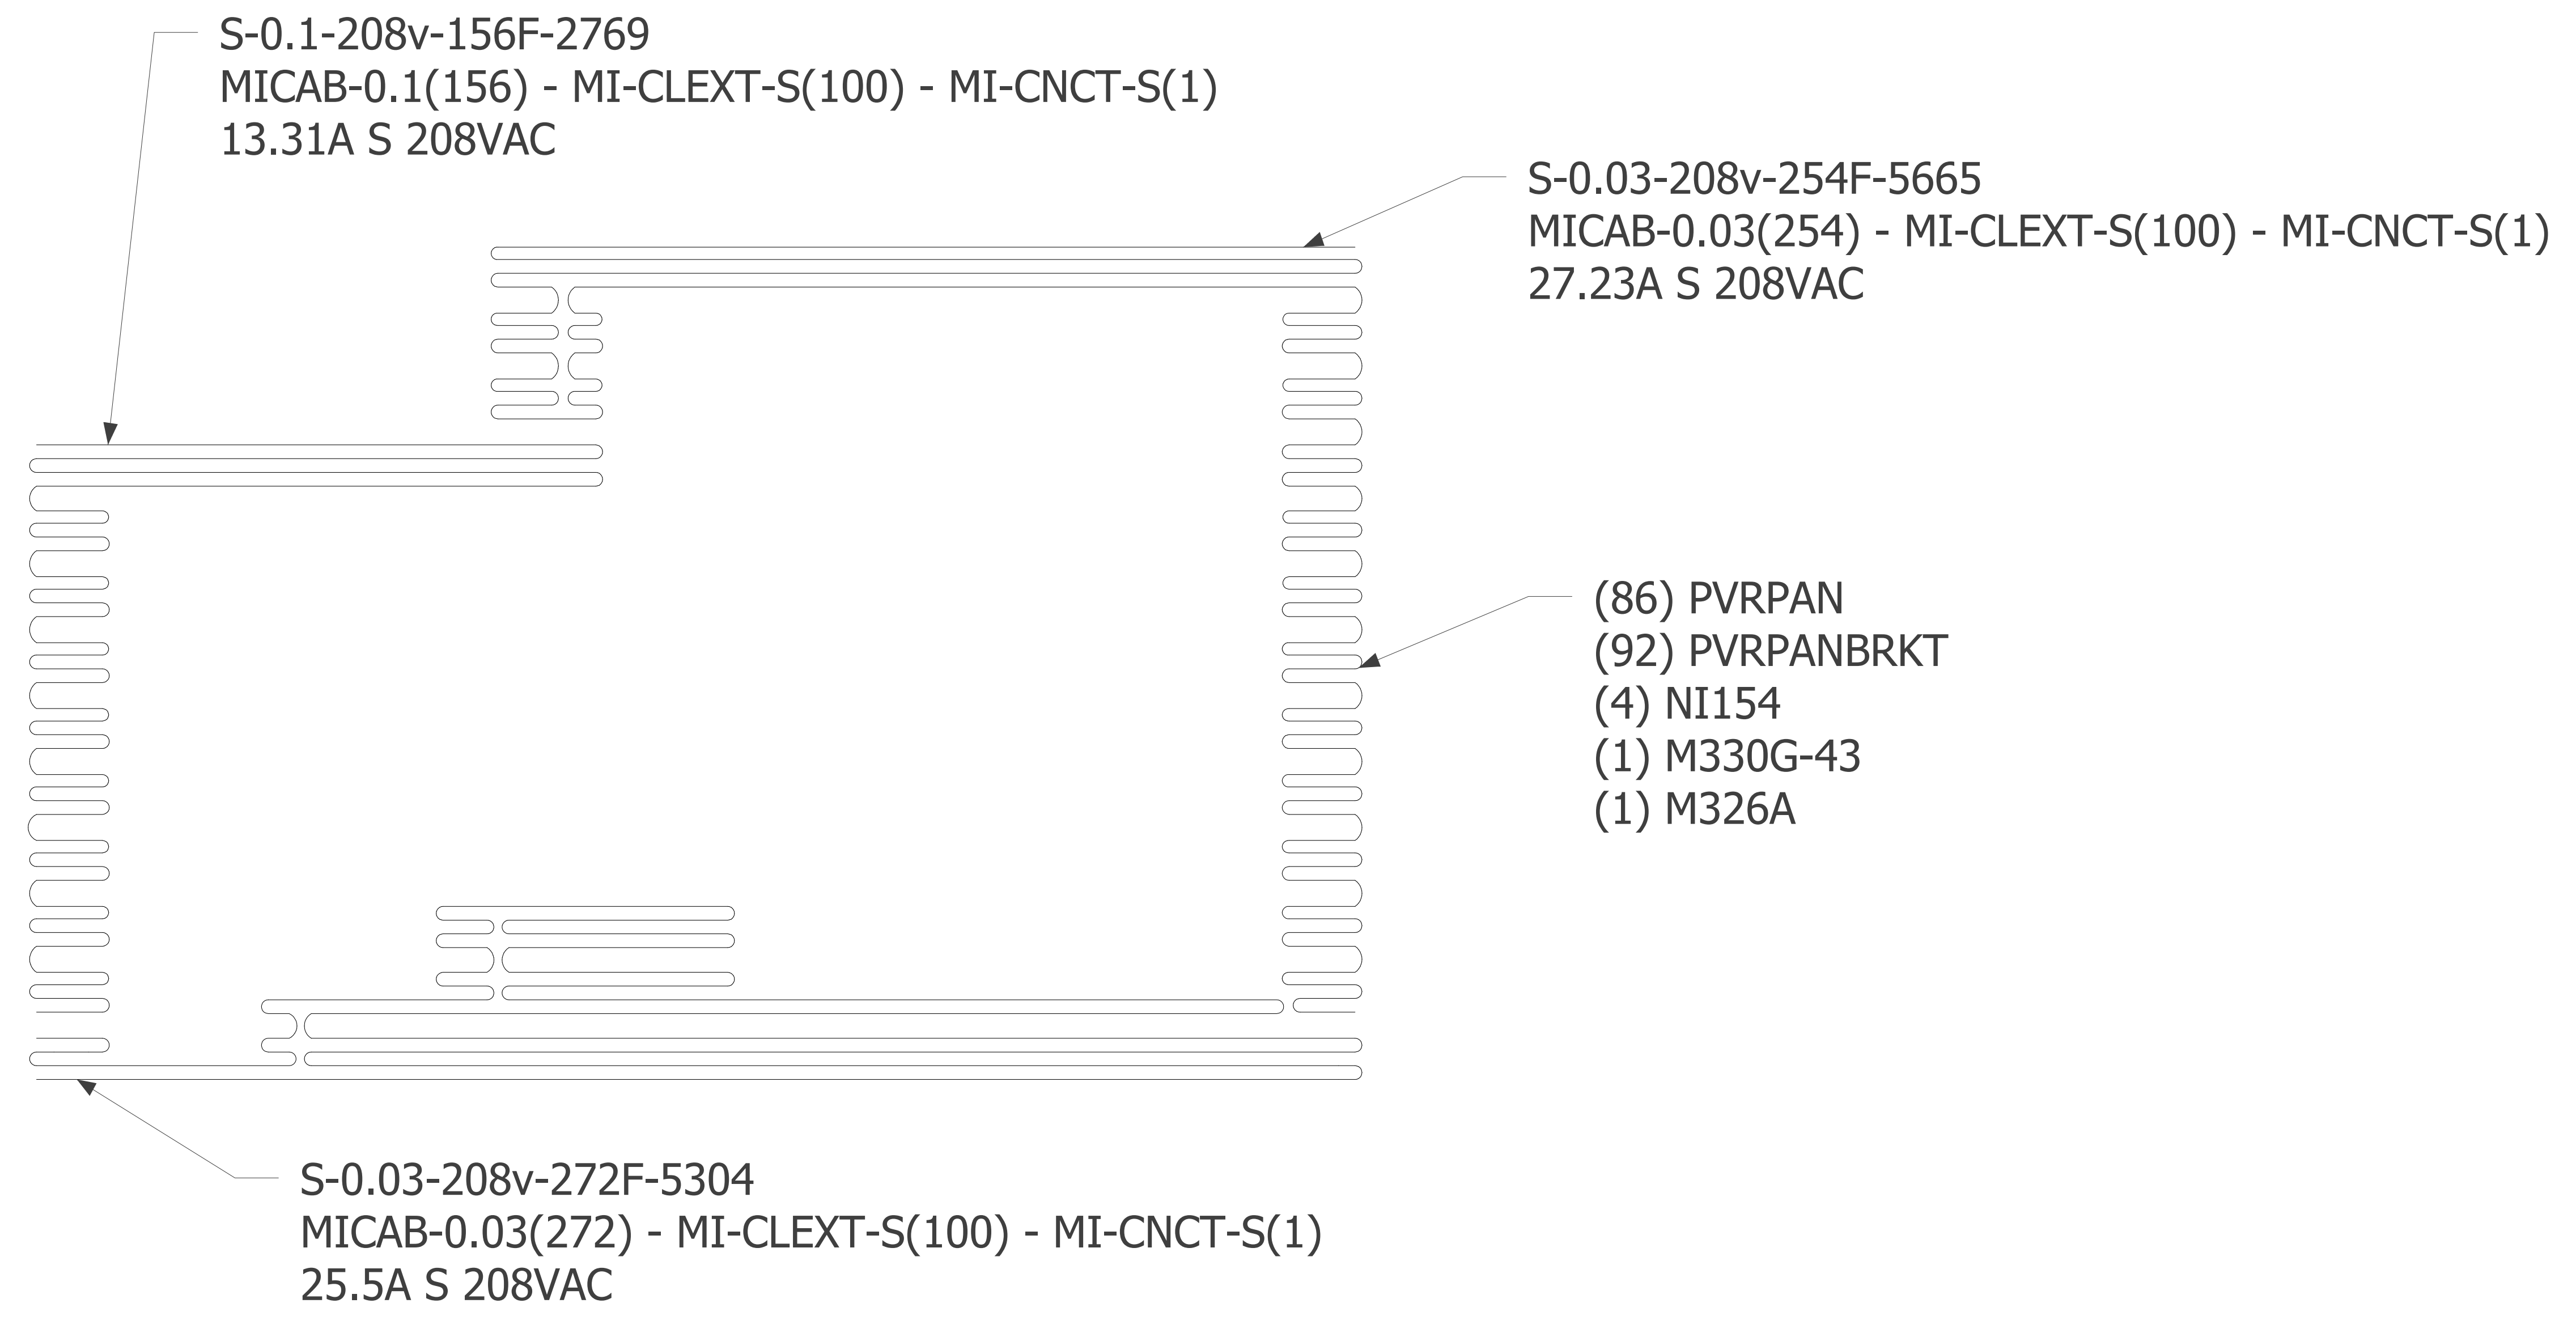 S-0.1-208v-156F-2769
MICAB-0.1(156) - MI-CLEXT-S(100) - MI-CNCT-S(1)
13.31A S 208VAC
S-0.03-208v-254F-5665
MICAB-0.03(254) - MI-CLEXT-S(100) - MI-CNCT-S(1)
27.23A S 208VAC
(86) PVRPAN
(92) PVRPANBRKT
(4) NI154
(1) M330G-43
(1) M326A
S-0.03-208v-272F-5304
MICAB-0.03(272) - MI-CLEXT-S(100) - MI-CNCT-S(1)
25.5A S 208VAC